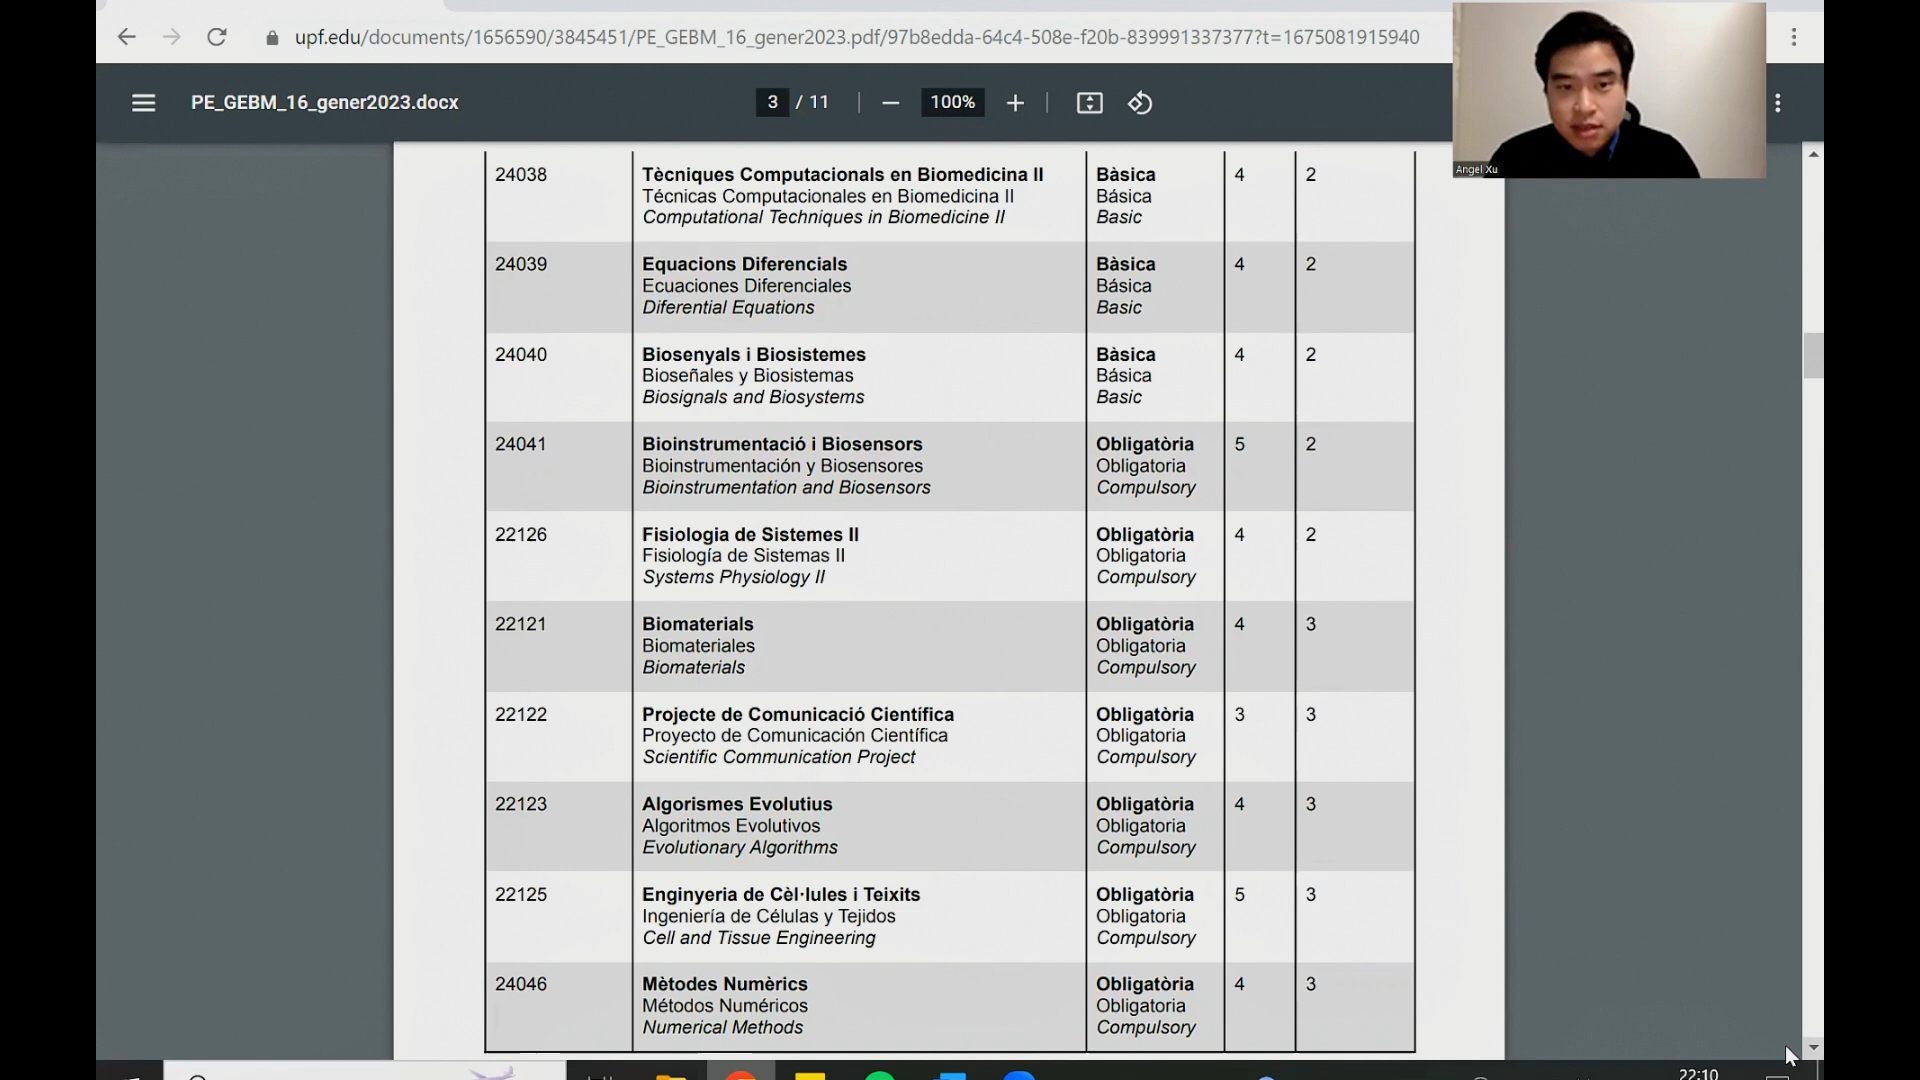 upf.edu/documents/1656590/3845451/PE_GEBM_16_gener2023.pdf/97b8edda-64c4-508e-f20b-839991337377?t=1675081915940
PE_GEBM_16_gener2023.docx 3 / 11 100%
Angel Xu
24038 Tècniques Computacionals en Biomedicina II Bàsica 4 2
Técnicas Computacionales en Biomedicina II Básica
Computational Techniques in Biomedicine II Basic
24039 Equacions Diferencials Bàsica 4 2
Ecuaciones Diferenciales Básica
Diferential Equations Basic
24040 Biosenyals i Biosistemes Bàsica 4 2
Bioseñales y Biosistemas Básica
Biosignals and Biosystems Basic
24041 Bioinstrumentació i Biosensors Obligatòria 5 2
Bioinstrumentación y Biosensores Obligatoria
Bioinstrumentation and Biosensors Compulsory
22126 Fisiologia de Sistemes II Obligatòria 4 2
Fisiología de Sistemas II Obligatoria
Systems Physiology II Compulsory
22121 Biomaterials Obligatòria 4 3
Biomateriales Obligatoria
Biomaterials Compulsory
22122 Projecte de Comunicació Científica Obligatòria 3 3
Proyecto de Comunicación Científica Obligatoria
Scientific Communication Project Compulsory
22123 Algorismes Evolutius Obligatòria 4 3
Algoritmos Evolutivos Obligatoria
Evolutionary Algorithms Compulsory
22125 Enginyeria de Cèl·lules i Teixits Obligatòria 5 3
Ingeniería de Células y Tejidos Obligatoria
Cell and Tissue Engineering Compulsory
24046 Mètodes Numèrics Obligatòria 4 3
Métodos Numéricos Obligatoria
Numerical Methods Compulsory
22:10